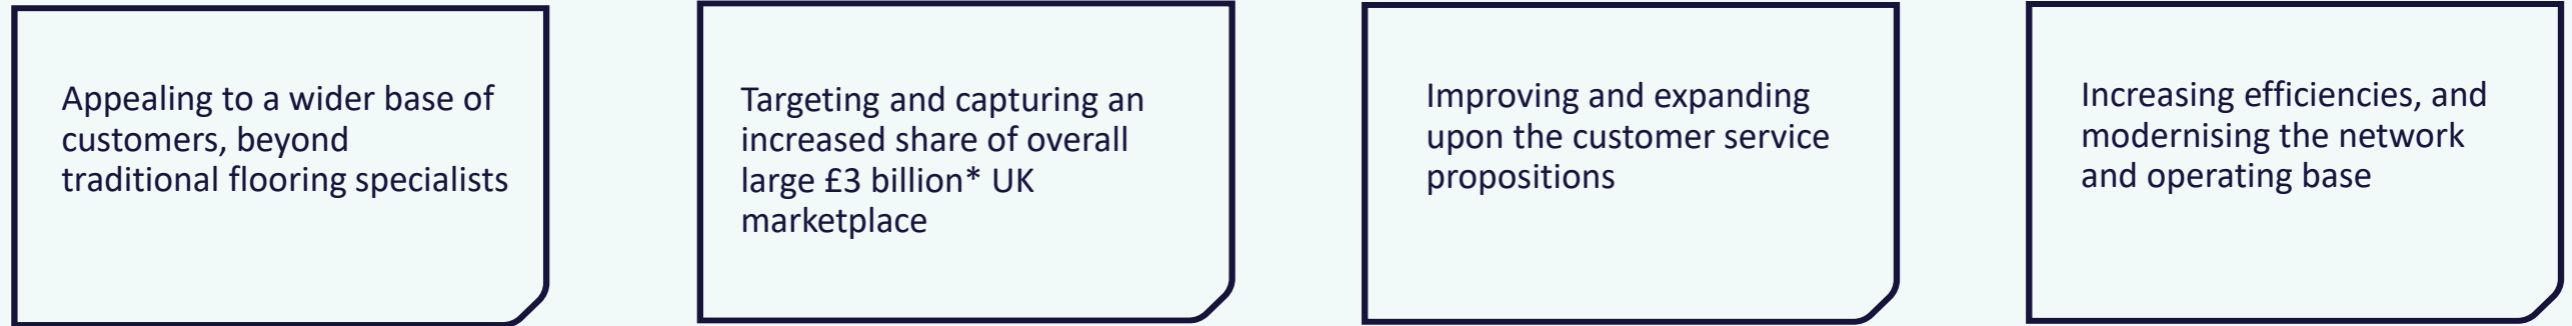 Appealing to a wider base of
customers, beyond
traditional flooring specialists
Targeting and capturing an
increased share of overall
large £3 billion* UK
marketplace
Improving and expanding
upon the customer service
propositions
Increasing efficiencies, and
modernising the network
and operating base